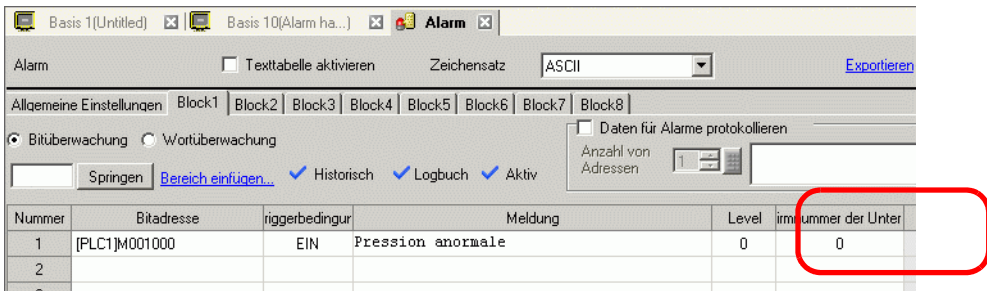 Basis 1(Untitled) Basis 10(Alarm ha...) Alarm
Alarm Texttabelle aktivieren Zeichensatz ASCII Exportieren
Allgemeine Einstellungen Block1 Block2 Block3 Block4 Block5 Block6 Block7 Block8
Bitüberwachung Wortüberwachung Daten für Alarme protokollieren
Anzahl von Adressen 1
Springen Bereich einfügen... Historisch Logbuch Aktiv
Nummer Bitadresse riggerbedingur Meldung Level irmnummer der Unter
1 [PLC1]M001000 EIN Pression anormale 0 0
2